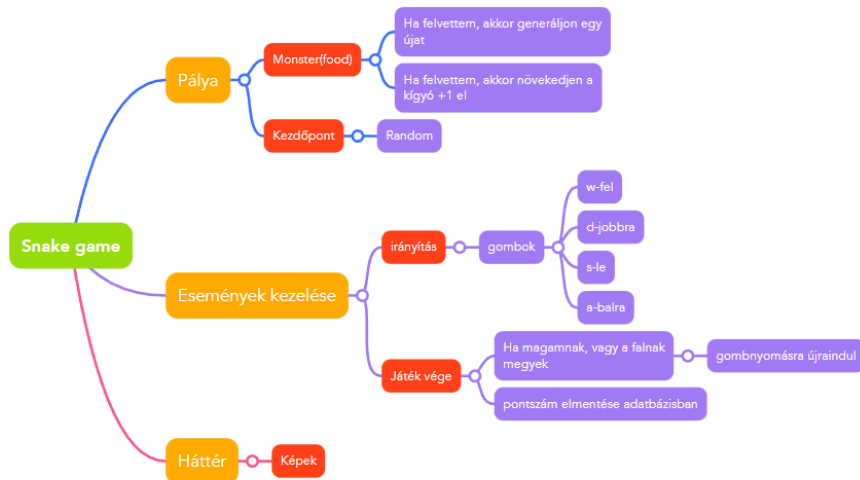 Snake game
Pálya
Monster(food)
Ha felvettem, akkor generáljon egy
újat
Ha felvettem, akkor növekedjen a
kígyó +1 el
Kezdőpont
Random
Események kezelése
irányítás
gombok
w-fel
d-jobbra
s-le
a-balra
Játék vége
Ha magamnak, vagy a falnak
megyek
gombnyomásra újraindul
pontszám elmentése adatbázisban
Háttér
Képek